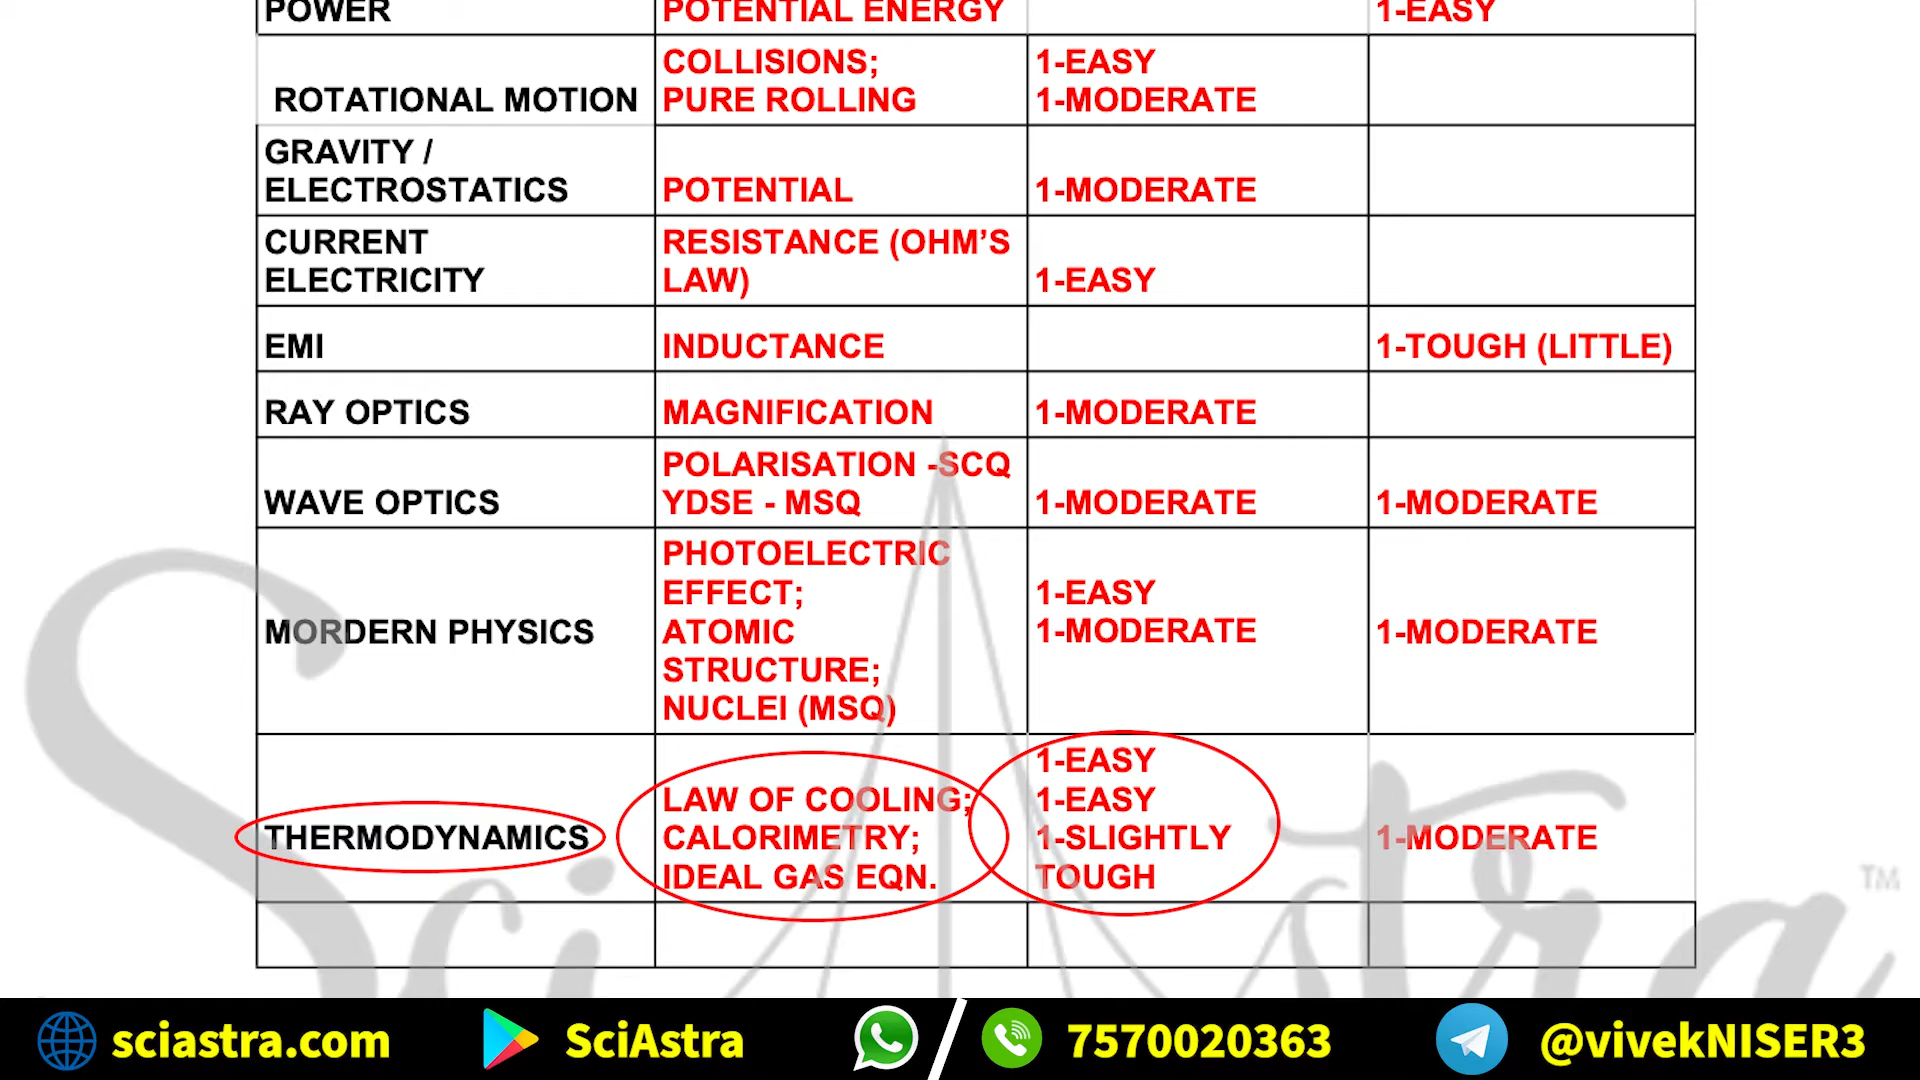 POWER
POTENTIAL ENERGY
1-EASY
ROTATIONAL MOTION
COLLISIONS;
PURE ROLLING
1-EASY
1-MODERATE
GRAVITY /
ELECTROSTATICS
POTENTIAL
1-MODERATE
CURRENT
ELECTRICITY
RESISTANCE (OHM’S
LAW)
1-EASY
EMI
INDUCTANCE
1-TOUGH (LITTLE)
RAY OPTICS
MAGNIFICATION
1-MODERATE
WAVE OPTICS
POLARISATION -SCQ
YDSE - MSQ
1-MODERATE
1-MODERATE
MORDERN PHYSICS
PHOTOELECTRIC
EFFECT;
ATOMIC
STRUCTURE;
NUCLEI (MSQ)
1-EASY
1-MODERATE
1-MODERATE
THERMODYNAMICS
LAW OF COOLING;
CALORIMETRY;
IDEAL GAS EQN.
1-EASY
1-EASY
1-SLIGHTLY
TOUGH
1-MODERATE
SciAstra TM
sciastra.com
SciAstra
7570020363
@vivekNISER3